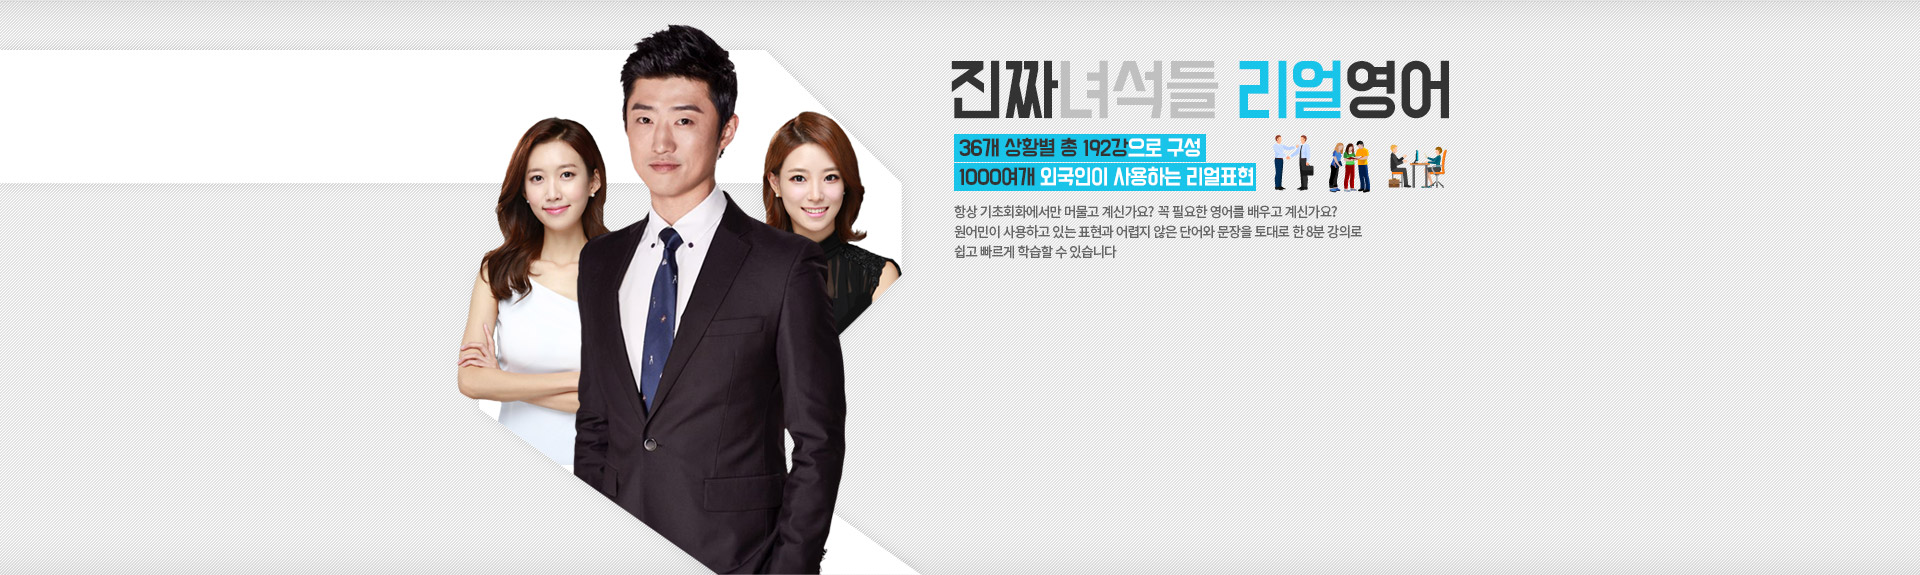 진짜녀석들 리얼영어
36개 상황별 총 192강으로 구성
1000여개 외국인이 사용하는 리얼표현
항상 기초회화에서만 머물고 계신가요? 꼭 필요한 영어를 배우고 계신가요?
원어민이 사용하고 있는 표현과 어렵지 않은 단어와 문장을 토대로 한 8분 강의로
쉽고 빠르게 학습할 수 있습니다